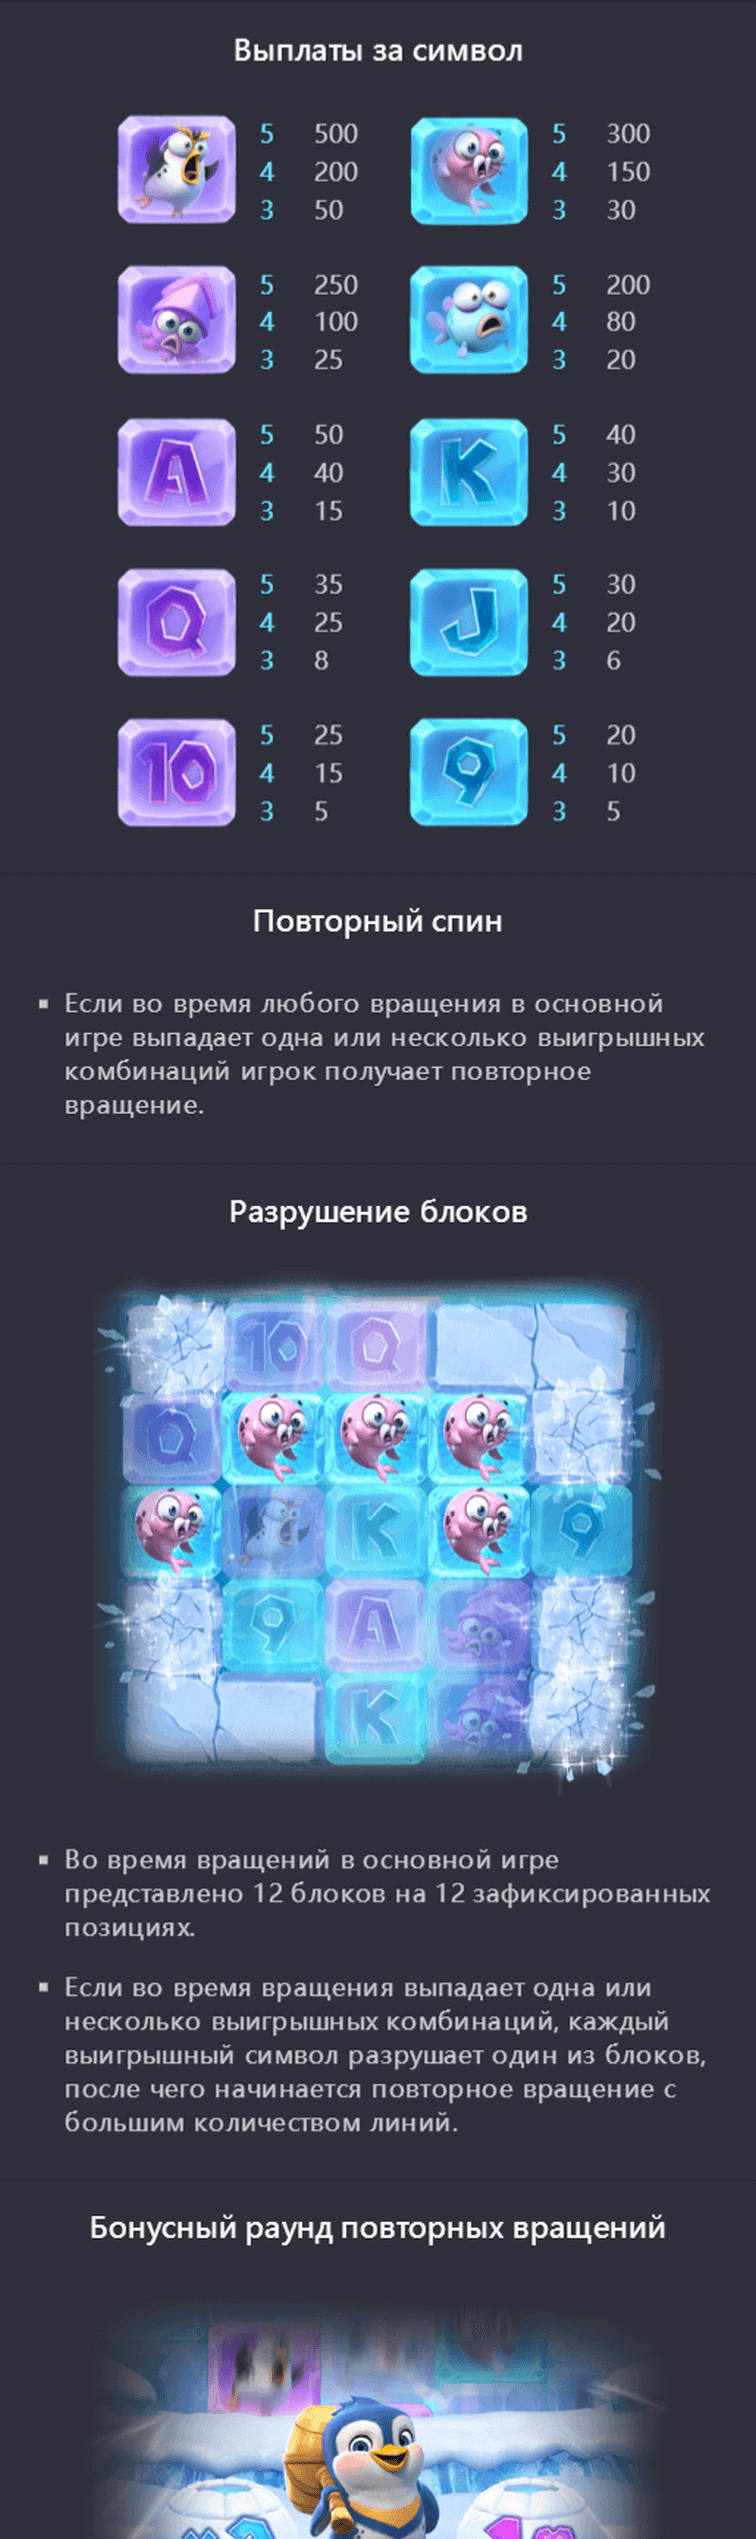 Выплаты за символ
5 500 5 300
4 200 4 150
3 50 3 30
5 250 5 200
4 100 4 80
3 25 3 20
A 5 50 K 5 40
4 40 4 30
3 15 3 10
Q 5 35 J 5 30
4 25 4 20
3 8 3 6
10 5 25 9 5 20
4 15 4 10
3 5 3 5
Повторный спин
Если во время любого вращения в основной
игре выпадает одна или несколько выигрышных
комбинаций игрок получает повторное
вращение.
Разрушение блоков
10 Q
Q
K 9
9 A
K
Во время вращений в основной игре
представлено 12 блоков на 12 зафиксированных
позициях.
Если во время вращения выпадает одна или
несколько выигрышных комбинаций, каждый
выигрышный символ разрушает один из блоков,
после чего начинается повторное вращение с
большим количеством линий.
Бонусный раунд повторных вращений